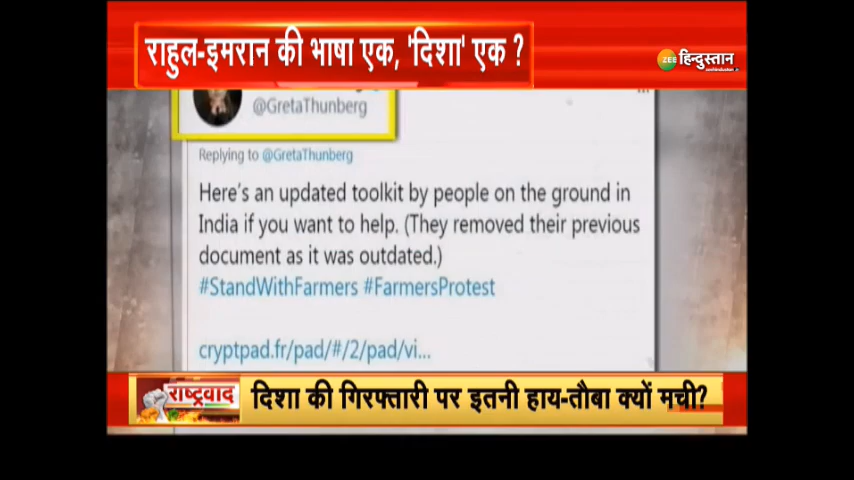 राहुल-इमरान की भाषा एक, 'दिशा' एक ?
ZEE हिन्दुस्तान
@GretaThunberg
Replying to @GretaThunberg
Here's an updated toolkit by people on the ground in
India if you want to help. (They removed their previous
document as it was outdated.)
#StandWithFarmers #FarmersProtest
cryptpad.fr/pad/#/2/pad/vi...
राष्ट्रवाद
दिशा की गिरफ्तारी पर इतनी हाय-तौबा क्यों मची?